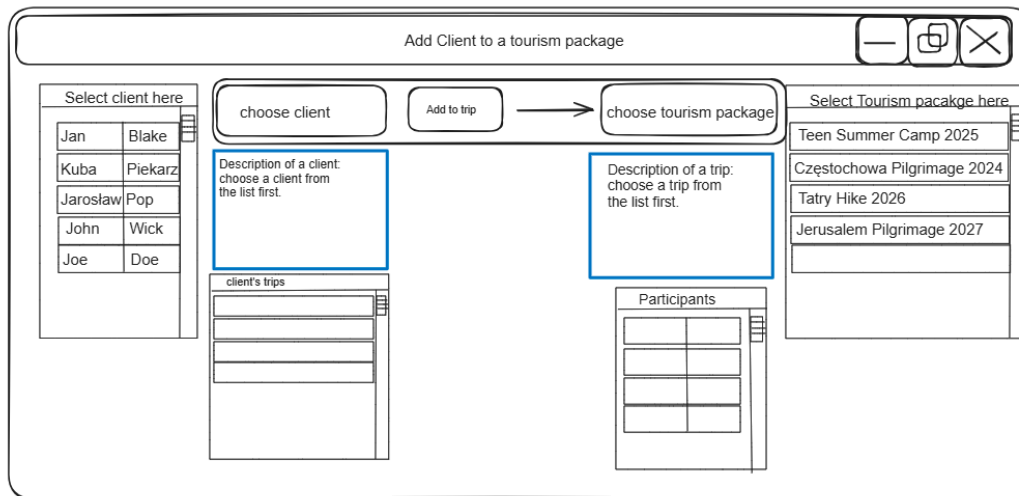 Add Client to a tourism package
Select client here
Jan Blake
Kuba Piekarz
Jarosław Pop
John Wick
Joe Doe
choose client
Add to trip
choose tourism package
Description of a client:
choose a client from
the list first.
client's trips
Description of a trip:
choose a trip from
the list first.
Participants
Select Tourism pacakge here
Teen Summer Camp 2025
Częstochowa Pilgrimage 2024
Tatry Hike 2026
Jerusalem Pilgrimage 2027